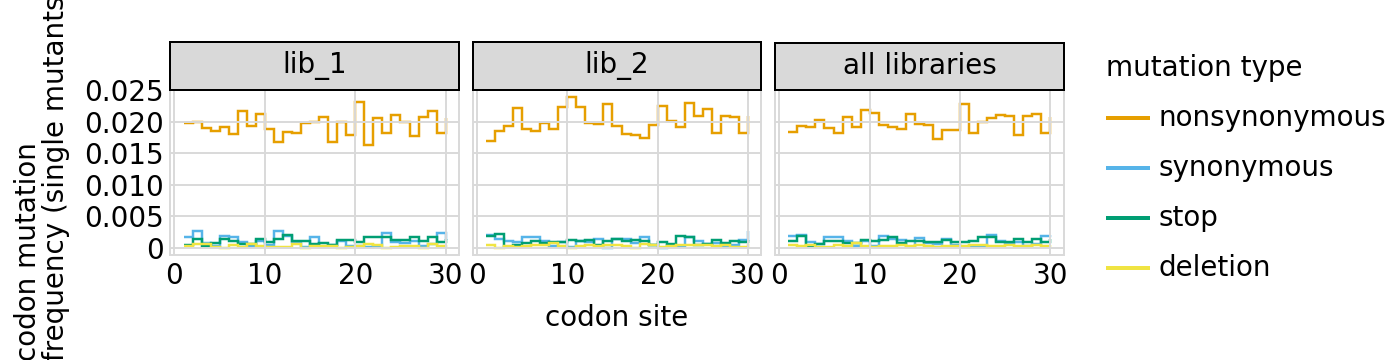 codon mutation
frequency (single mutants
lib_1
lib_2
all libraries
0.025
0.020
0.015
0.010
0.005
0
0 10 20 30
0 10 20 30
0 10 20 30
codon site
mutation type
nonsynonymous
synonymous
stop
deletion